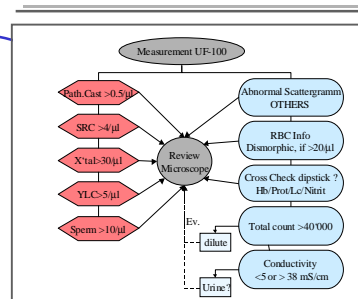 Measurement UF-100
Path.Cast >0.5/µl
SRC >4/µl
X'tal>30/µl
YLC>5/µl
Sperm >10/µl
Review
Microscope
Abnormal Scattergramm
OTHERS
RBC Info
Dismorphic, if >20/µl
Cross Check dipstick ?
Hb/Prot/Lc/Nitrit
Total count >40'000
Conductivity
<5 or > 38 mS/cm
Ev.
dilute
Urine?